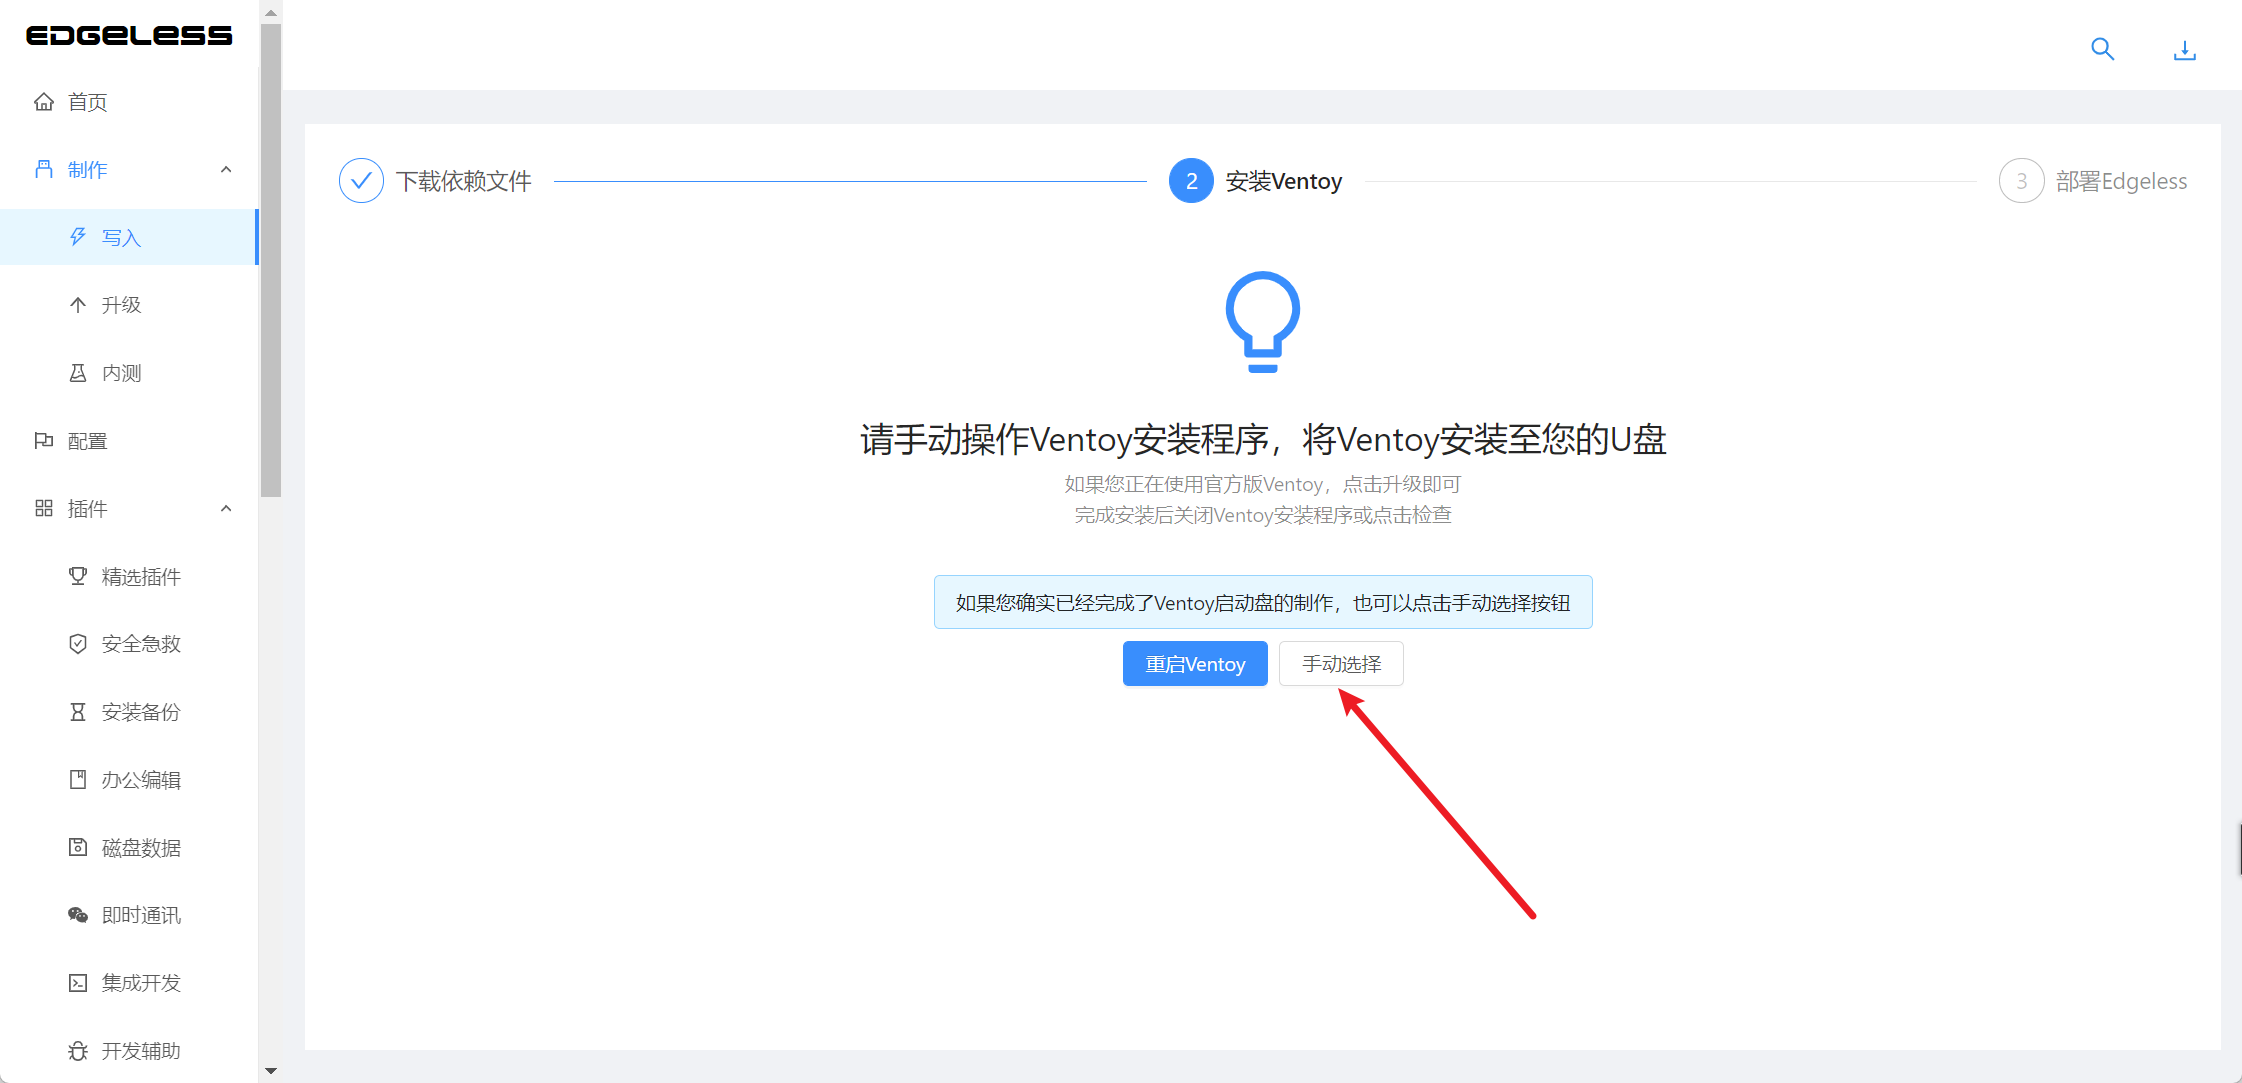 EDGELESS
首页
制作
写入
升级
内测
配置
插件
精选插件
安全急救
安装备份
办公编辑
磁盘数据
即时通讯
集成开发
开发辅助
下载依赖文件
2 安装Ventoy
3 部署Edgeless
请手动操作Ventoy安装程序，将Ventoy安装至您的U盘
如果您正在使用官方版Ventoy，点击升级即可
完成安装后关闭Ventoy安装程序或点击检查
如果您确实已经完成了Ventoy启动盘的制作，也可以点击手动选择按钮
重启Ventoy
手动选择